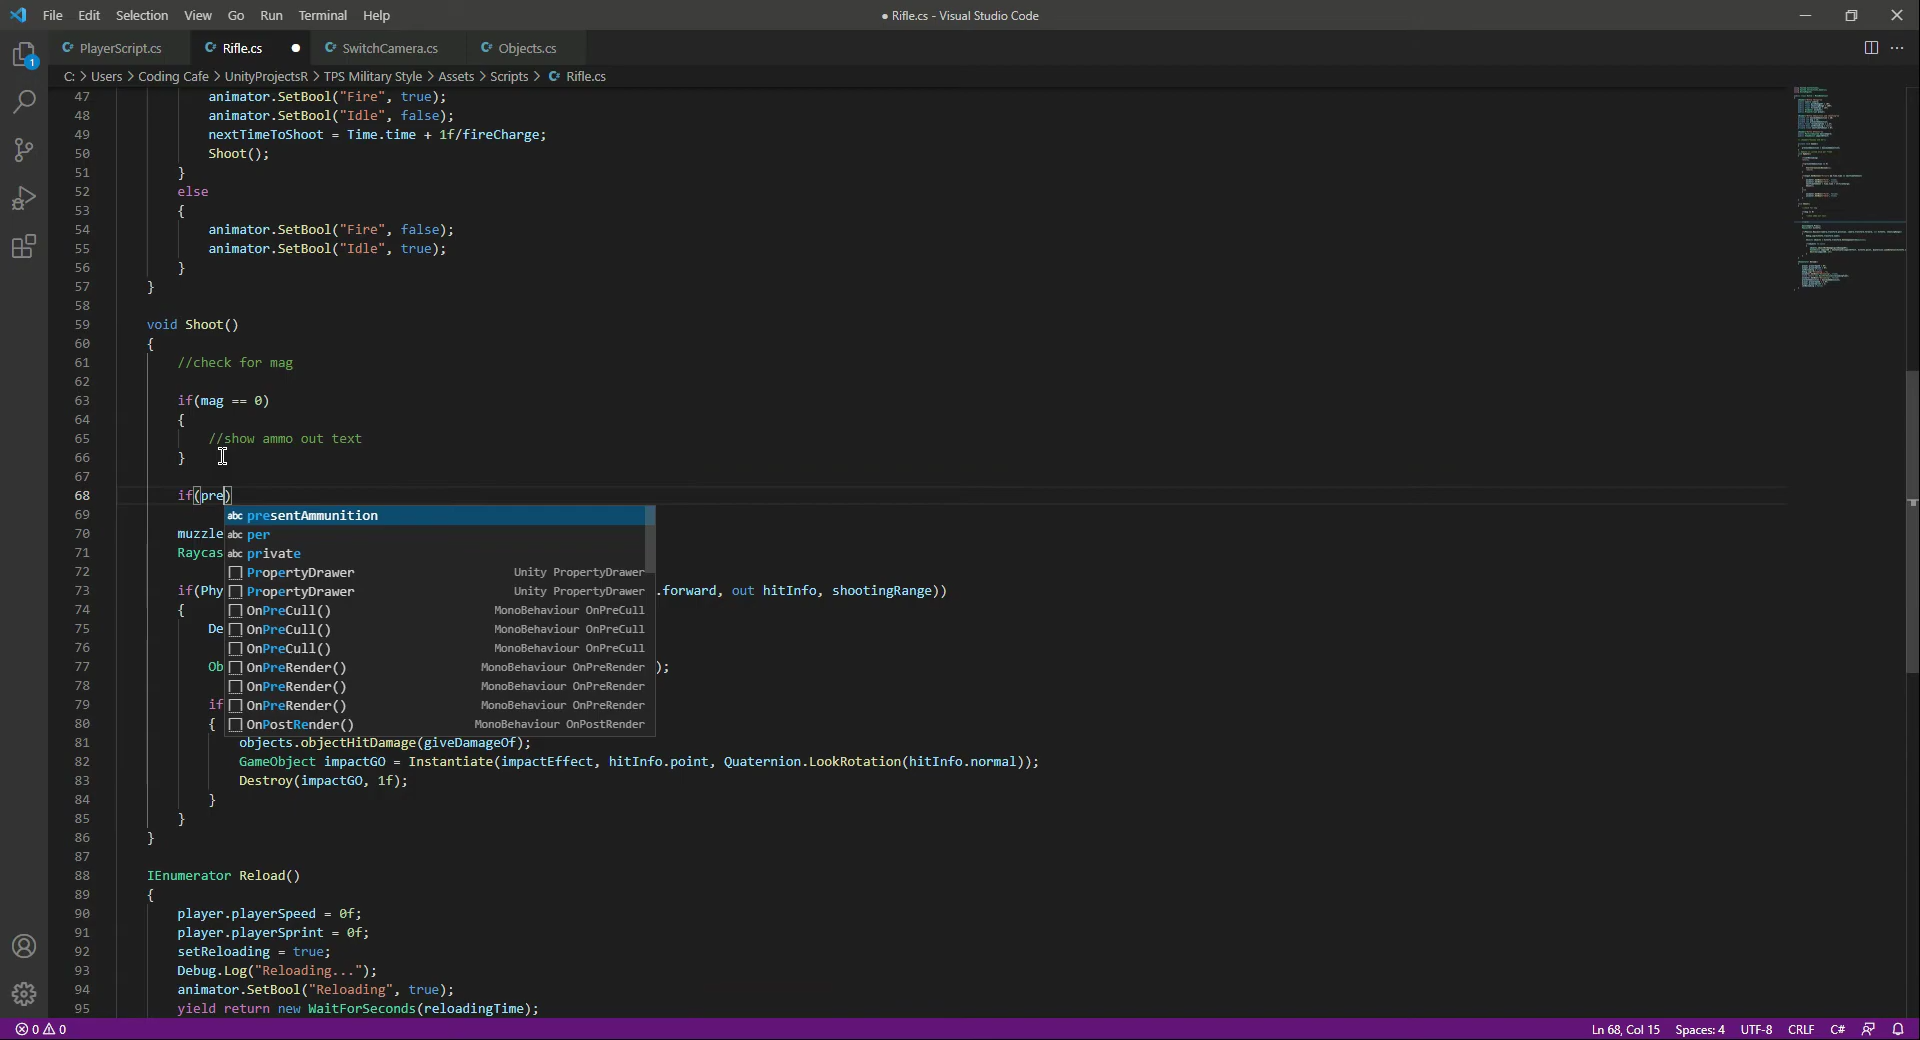 File Edit Selection View Go Run Terminal Help
● Rifle.cs - Visual Studio Code
PlayerScript.cs Rifle.cs ● SwitchCamera.cs Objects.cs
C: > Users > Coding Cafe > UnityProjectsR > TPS Military Style > Assets > Scripts > Rifle.cs
1
47 animator.SetBool("Fire", true);
48 animator.SetBool("Idle", false);
49 nextTimeToShoot = Time.time + 1f/fireCharge;
50 Shoot();
51 }
52 else
53 {
54 animator.SetBool("Fire", false);
55 animator.SetBool("Idle", true);
56 }
57 }
58
59 void Shoot()
60 {
61 //check for mag
62
63 if(mag == 0)
64 {
65 //show ammo out text
66 }
67
68 if(pre)
69 abc presentAmmunition
70 muzzle abc per
71 Raycas abc private
72 PropertyDrawer Unity PropertyDrawer
PropertyDrawer Unity PropertyDrawer
73 if(Phy .forward, out hitInfo, shootingRange))
74 { OnPreCull() MonoBehaviour OnPreCull
75 De OnPreCull() MonoBehaviour OnPreCull
76 OnPreCull() MonoBehaviour OnPreCull
77 Ob OnPreRender() MonoBehaviour OnPreRender );
78 OnPreRender() MonoBehaviour OnPreRender
79 if OnPreRender() MonoBehaviour OnPreRender
80 { OnPostRender() MonoBehaviour OnPostRender
81 objects.objectHitDamage(giveDamageOf);
82 GameObject impactGO = Instantiate(impactEffect, hitInfo.point, Quaternion.LookRotation(hitInfo.normal));
83 Destroy(impactGO, 1f);
84 }
85 }
86 }
87
88 IEnumerator Reload()
89 {
90 player.playerSpeed = 0f;
91 player.playerSprint = 0f;
92 setReloading = true;
93 Debug.Log("Reloading...");
94 animator.SetBool("Reloading", true);
95 yield return new WaitForSeconds(reloadingTime);
0 0 Ln 68, Col 15 Spaces: 4 UTF-8 CRLF C#